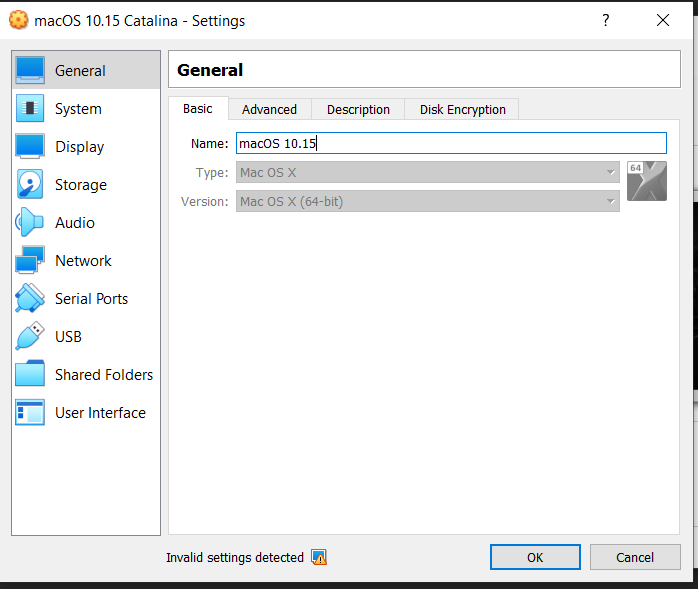 macOS 10.15 Catalina - Settings
?
General
System
Display
Storage
Audio
Network
Serial Ports
USB
Shared Folders
User Interface
General
Basic
Advanced
Description
Disk Encryption
Name: macOS 10.15
Type: Mac OS X
64
Version: Mac OS X (64-bit)
Invalid settings detected
OK
Cancel